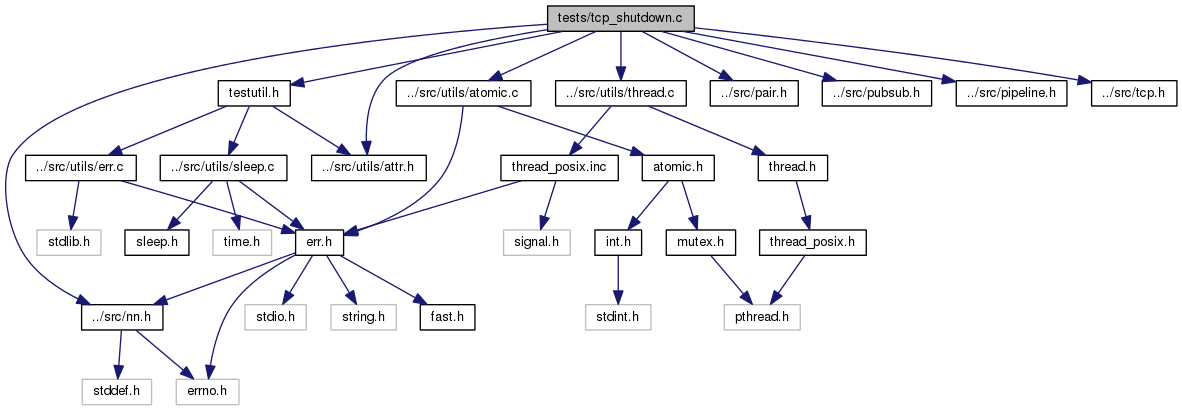 tests/tcp_shutdown.c
testutil.h
../src/utils/atomic.c
../src/utils/thread.c
../src/pair.h
../src/pubsub.h
../src/pipeline.h
../src/tcp.h
../src/utils/err.c
../src/utils/sleep.c
../src/utils/attr.h
thread_posix.inc
atomic.h
thread.h
stdlib.h
sleep.h
time.h
err.h
signal.h
int.h
mutex.h
thread_posix.h
../src/nn.h
stdio.h
string.h
fast.h
stdint.h
pthread.h
stddef.h
errno.h